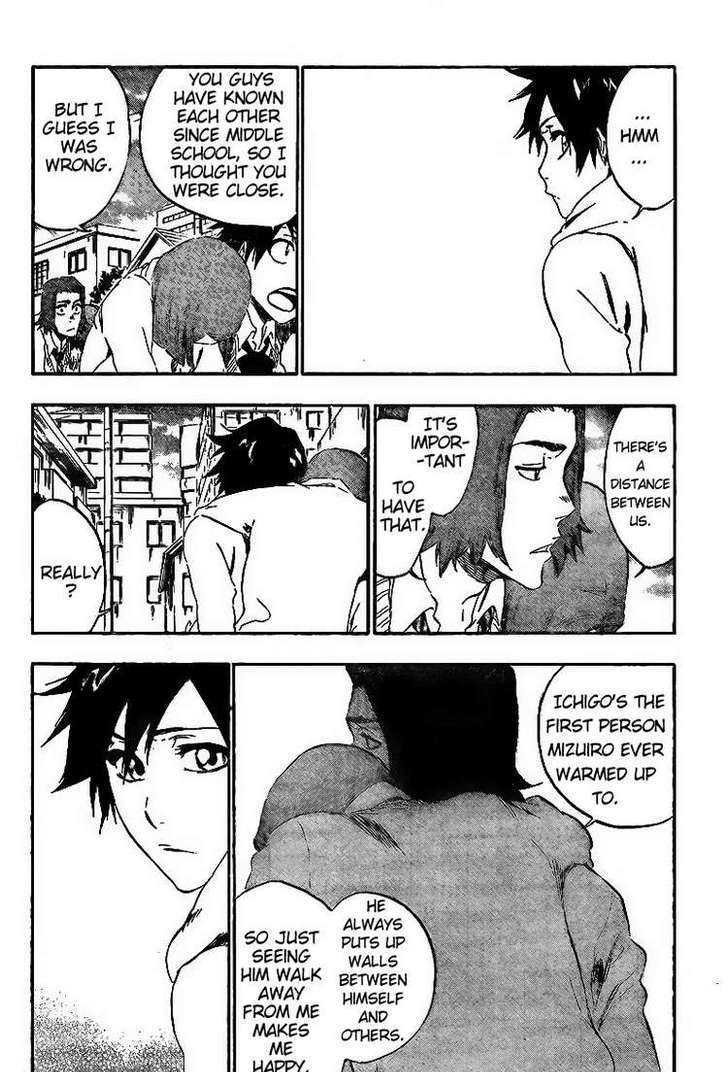 ...
HMM
...
YOU GUYS
HAVE KNOWN
EACH OTHER
SINCE MIDDLE
SCHOOL, SO I
THOUGHT YOU
WERE CLOSE.
BUT I
GUESS I
WAS
WRONG.
THERE'S
A
DISTANCE
BETWEEN
US.
IT'S
IMPOR-
-TANT
TO
HAVE
THAT.
REALLY
?
ICHIGO'S THE
FIRST PERSON
MIZUIRO EVER
WARMED UP
TO.
HE
ALWAYS
PUTS UP
WALLS
BETWEEN
HIMSELF
AND
OTHERS.
SO JUST
SEEING
HIM WALK
AWAY
FROM ME
MAKES
ME
HAPPY.